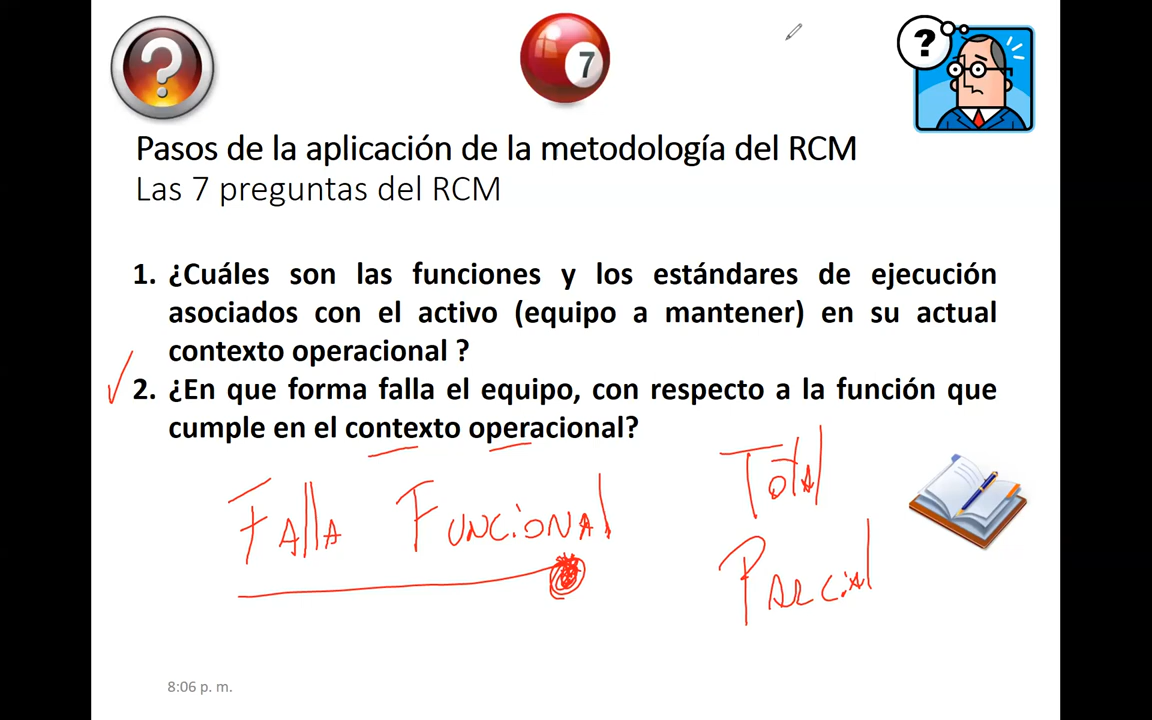 ?
7
?
Pasos de la aplicación de la metodología del RCM
Las 7 preguntas del RCM
1. ¿Cuáles son las funciones y los estándares de ejecución
asociados con el activo (equipo a mantener) en su actual
contexto operacional ?
2. ¿En que forma falla el equipo, con respecto a la función que
cumple en el contexto operacional?
Falla Funcional
Total
Parcial
8:06 p. m.